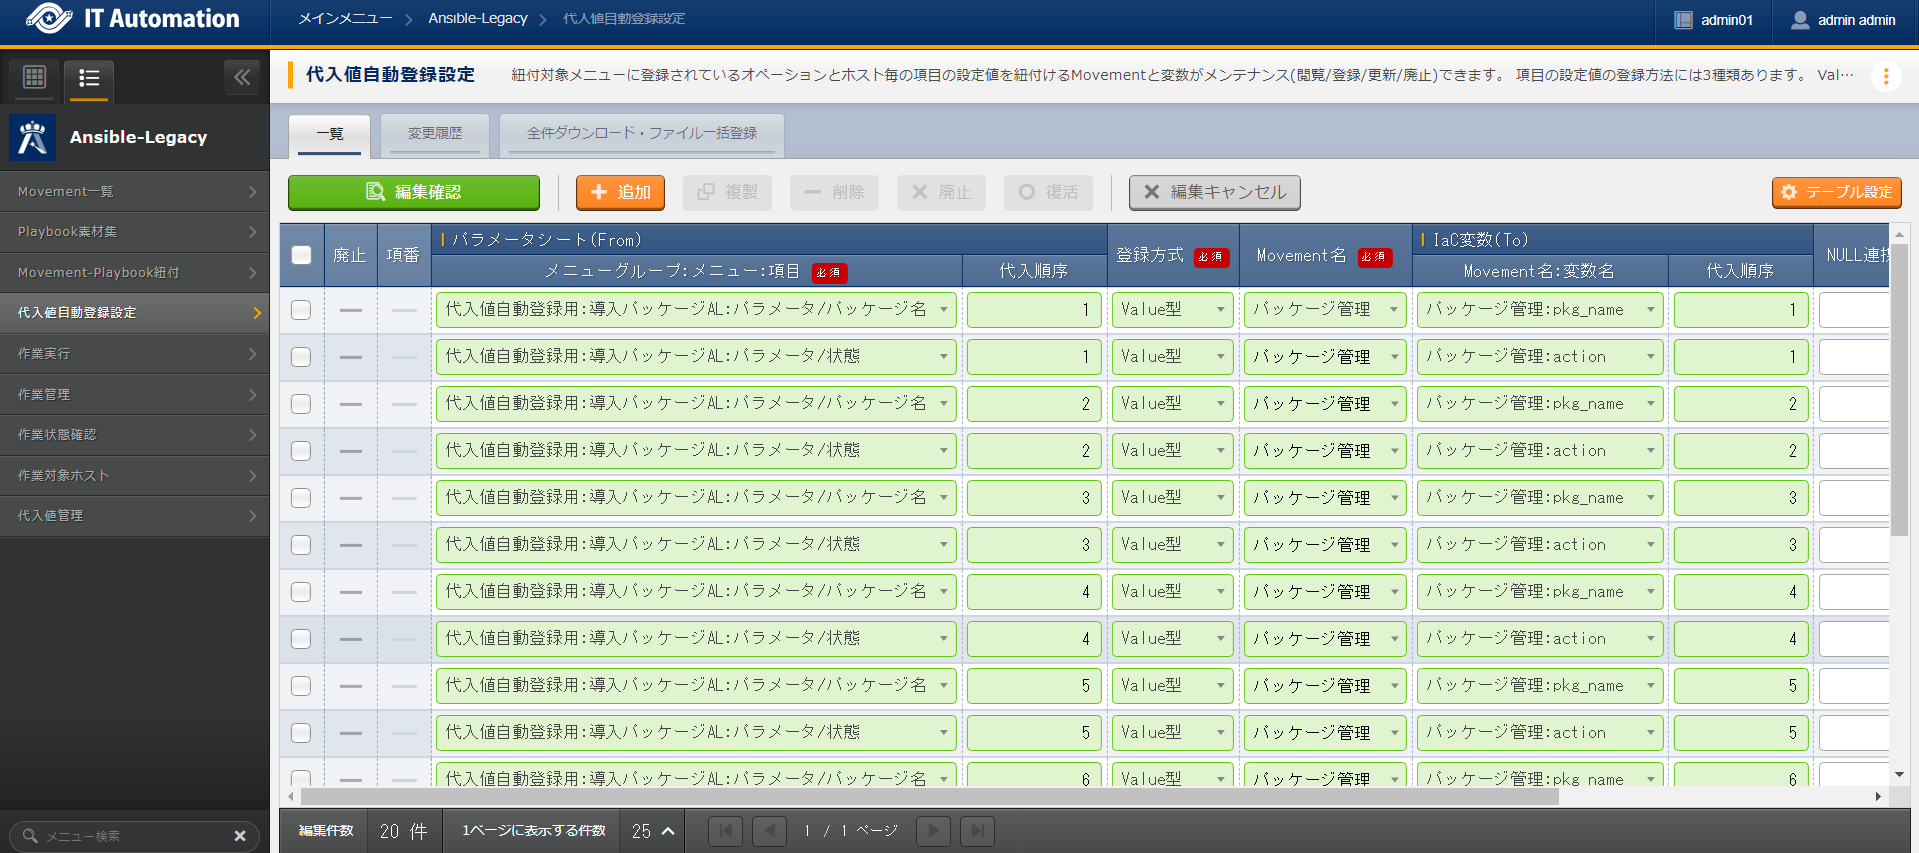 IT Automation
メインメニュー
Ansible-Legacy
代入値自動登録設定
admin01
admin admin
Ansible-Legacy
Movement一覧
Playbook素材集
Movement-Playbook紐付
代入値自動登録設定
作業実行
作業管理
作業状態確認
作業対象ホスト
代入値管理
メニュー検索
代入値自動登録設定
紐付対象メニューに登録されているオペレーションとホスト毎の項目の設定値を紐付けるMovementと変数がメンテナンス(閲覧/登録/更新/廃止)できます。 項目の設定値の登録方法には3種類あります。 Val…
一覧
変更履歴
全件ダウンロード・ファイル一括登録
編集確認
追加
複製
削除
廃止
復活
編集キャンセル
テーブル設定
廃止 項番 パラメータシート(From) 登録方式 必須 Movement名 必須 IaC変数(To) NULL連携
メニューグループ:メニュー:項目 必須 代入順序 Movement名:変数名 代入順序
代入値自動登録用:導入パッケージAL:パラメータ/パッケージ名 1 Value型 パッケージ管理 パッケージ管理:pkg_name 1
代入値自動登録用:導入パッケージAL:パラメータ/状態 1 Value型 パッケージ管理 パッケージ管理:action 1
代入値自動登録用:導入パッケージAL:パラメータ/パッケージ名 2 Value型 パッケージ管理 パッケージ管理:pkg_name 2
代入値自動登録用:導入パッケージAL:パラメータ/状態 2 Value型 パッケージ管理 パッケージ管理:action 2
代入値自動登録用:導入パッケージAL:パラメータ/パッケージ名 3 Value型 パッケージ管理 パッケージ管理:pkg_name 3
代入値自動登録用:導入パッケージAL:パラメータ/状態 3 Value型 パッケージ管理 パッケージ管理:action 3
代入値自動登録用:導入パッケージAL:パラメータ/パッケージ名 4 Value型 パッケージ管理 パッケージ管理:pkg_name 4
代入値自動登録用:導入パッケージAL:パラメータ/状態 4 Value型 パッケージ管理 パッケージ管理:action 4
代入値自動登録用:導入パッケージAL:パラメータ/パッケージ名 5 Value型 パッケージ管理 パッケージ管理:pkg_name 5
代入値自動登録用:導入パッケージAL:パラメータ/状態 5 Value型 パッケージ管理 パッケージ管理:action 5
代入値自動登録用:導入パッケージAL:パラメータ/パッケージ名 6 Value型 パッケージ管理 パッケージ管理:pkg_name 6
編集件数 20 件 1ページに表示する件数 25 1 / 1 ページ